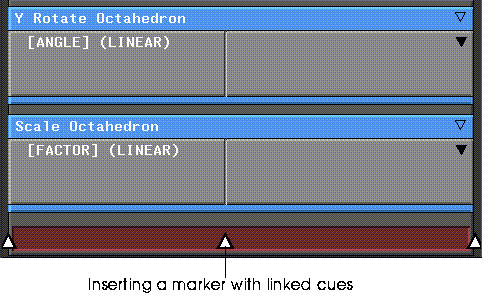 Y Rotate Octahedron
[ANGLE] (LINEAR)
Scale Octahedron
[FACTOR] (LINEAR)
Inserting a marker with linked cues